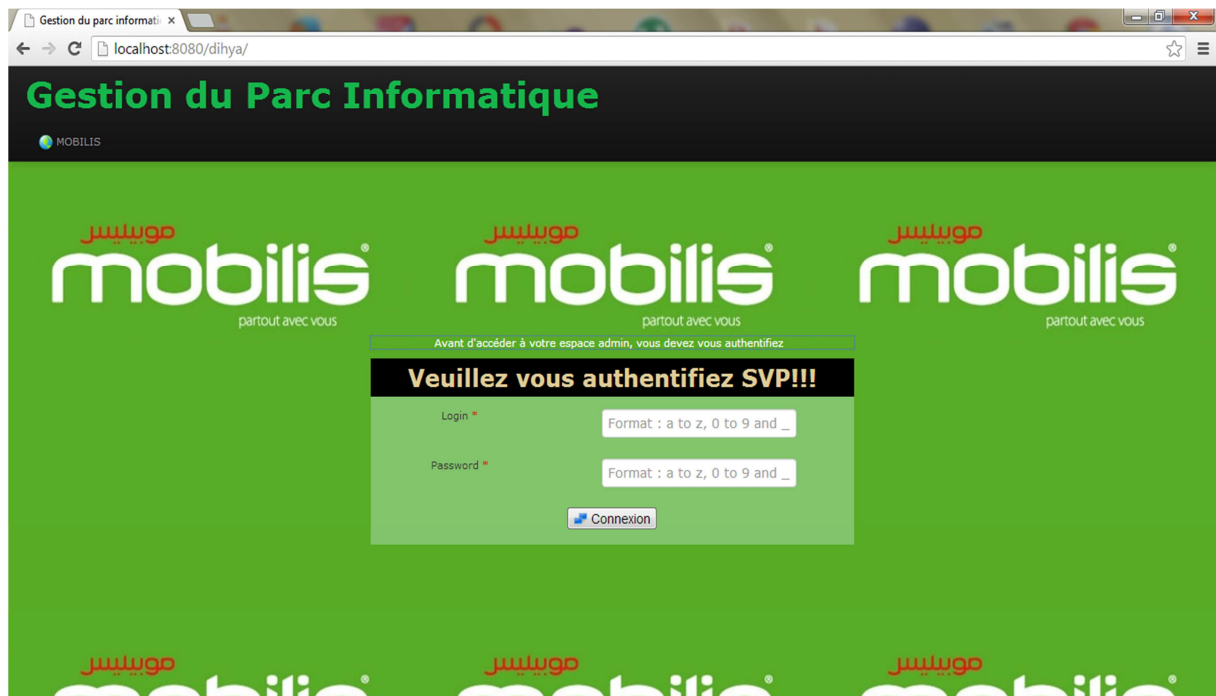 Gestion du parc informati
localhost:8080/dihya/
Gestion du Parc Informatique
MOBILIS
موبيليس موبيليس موبيليس
mobilis® mobilis® mobilis®
partout avec vous partout avec vous partout avec vous
Avant d'accéder à votre espace admin, vous devez vous authentifiez
Veuillez vous authentifiez SVP!!!
Login * Format : a to z, 0 to 9 and _
Password * Format : a to z, 0 to 9 and _
Connexion
موبيليس موبيليس موبيليس
mobilis® mobilis® mobilis®